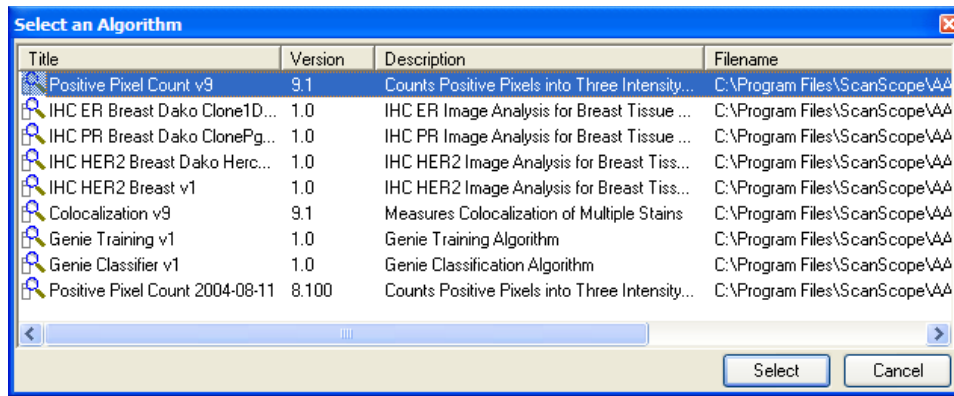 Select an Algorithm
Title Version Description Filename
Positive Pixel Count v9 9.1 Counts Positive Pixels into Three Intensity... C:\Program Files\ScanScope\AA
IHC ER Breast Dako Clone1D... 1.0 IHC ER Image Analysis for Breast Tissue ... C:\Program Files\ScanScope\AA
IHC PR Breast Dako ClonePg... 1.0 IHC PR Image Analysis for Breast Tissue ... C:\Program Files\ScanScope\AA
IHC HER2 Breast Dako Herc... 1.0 IHC HER2 Image Analysis for Breast Tiss... C:\Program Files\ScanScope\AA
IHC HER2 Breast v1 1.0 IHC HER2 Image Analysis for Breast Tiss... C:\Program Files\ScanScope\AA
Colocalization v9 9.1 Measures Colocalization of Multiple Stains C:\Program Files\ScanScope\AA
Genie Training v1 1.0 Genie Training Algorithm C:\Program Files\ScanScope\AA
Genie Classifier v1 1.0 Genie Classification Algorithm C:\Program Files\ScanScope\AA
Positive Pixel Count 2004-08-11 8.100 Counts Positive Pixels into Three Intensity... C:\Program Files\ScanScope\AA
Select Cancel